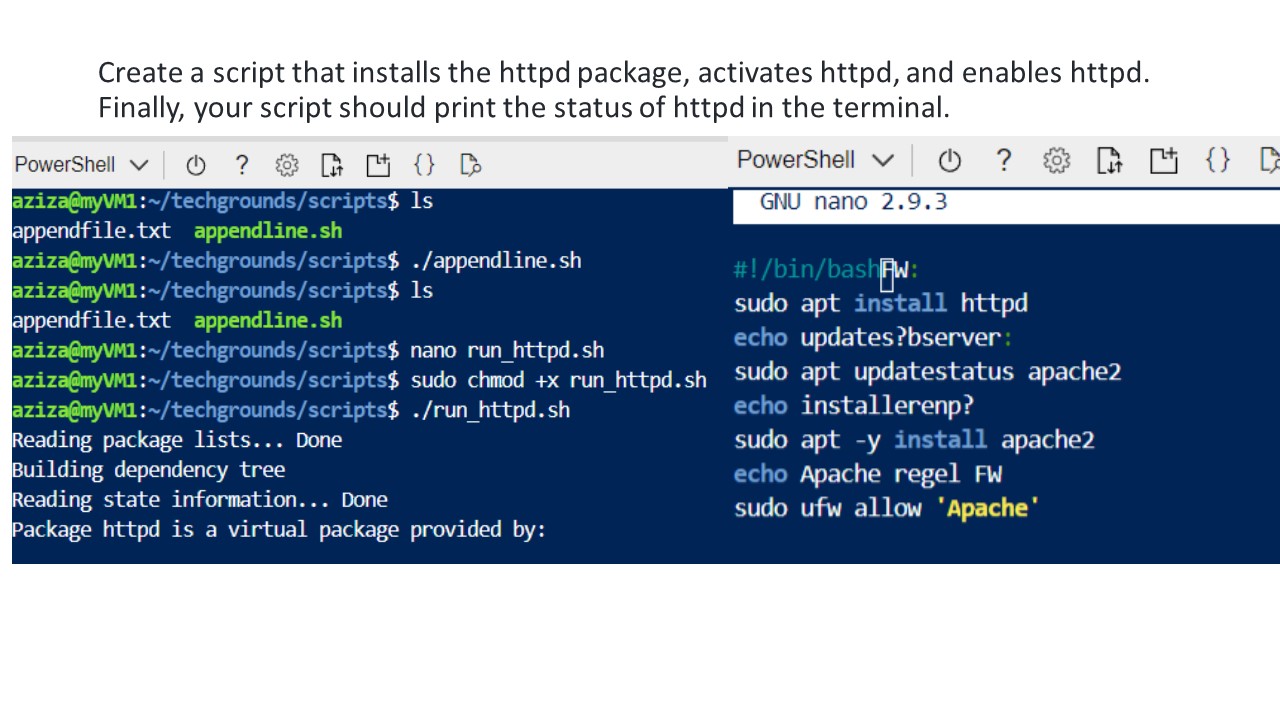 Create a script that installs the httpd package, activates httpd, and enables httpd.
Finally, your script should print the status of httpd in the terminal.
PowerShell
aziza@myVM1:~/techgrounds/scripts$ ls
appendfile.txt appendline.sh
aziza@myVM1:~/techgrounds/scripts$ ./appendline.sh
aziza@myVM1:~/techgrounds/scripts$ ls
appendfile.txt appendline.sh
aziza@myVM1:~/techgrounds/scripts$ nano run_httpd.sh
aziza@myVM1:~/techgrounds/scripts$ sudo chmod +x run_httpd.sh
aziza@myVM1:~/techgrounds/scripts$ ./run_httpd.sh
Reading package lists... Done
Building dependency tree
Reading state information... Done
Package httpd is a virtual package provided by:
PowerShell
GNU nano 2.9.3
#!/bin/bashFW:
sudo apt install httpd
echo updates?bserver:
sudo apt updatestatus apache2
echo installerenp?
sudo apt -y install apache2
echo Apache regel FW
sudo ufw allow 'Apache'